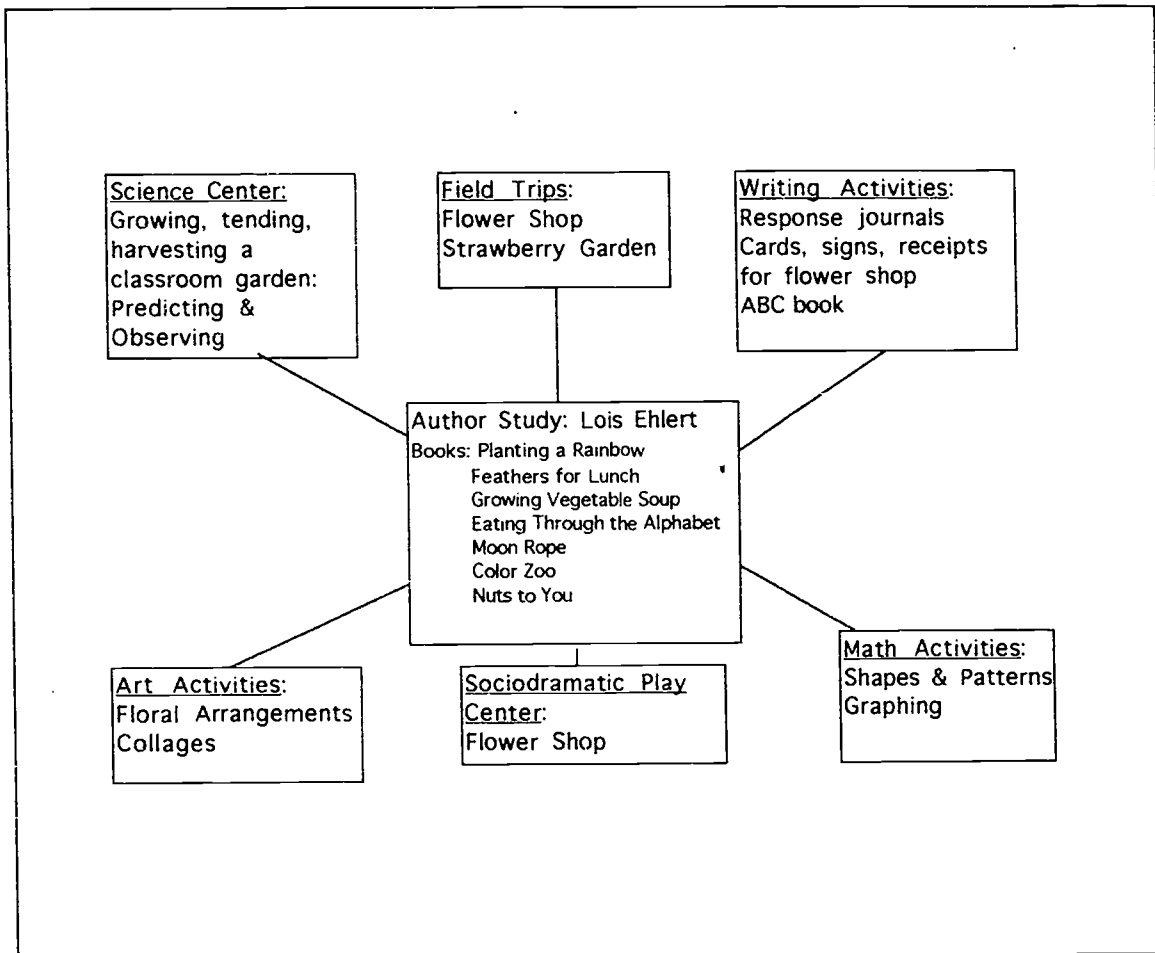 Science Center:
Growing, tending,
harvesting a
classroom garden:
Predicting &
Observing
Field Trips:
Flower Shop
Strawberry Garden
Writing Activities:
Response journals
Cards, signs, receipts
for flower shop
ABC book
Author Study: Lois Ehlert
Books: Planting a Rainbow
Feathers for Lunch
Growing Vegetable Soup
Eating Through the Alphabet
Moon Rope
Color Zoo
Nuts to You
Art Activities:
Floral Arrangements
Collages
Sociodramatic Play
Center:
Flower Shop
Math Activities:
Shapes & Patterns
Graphing